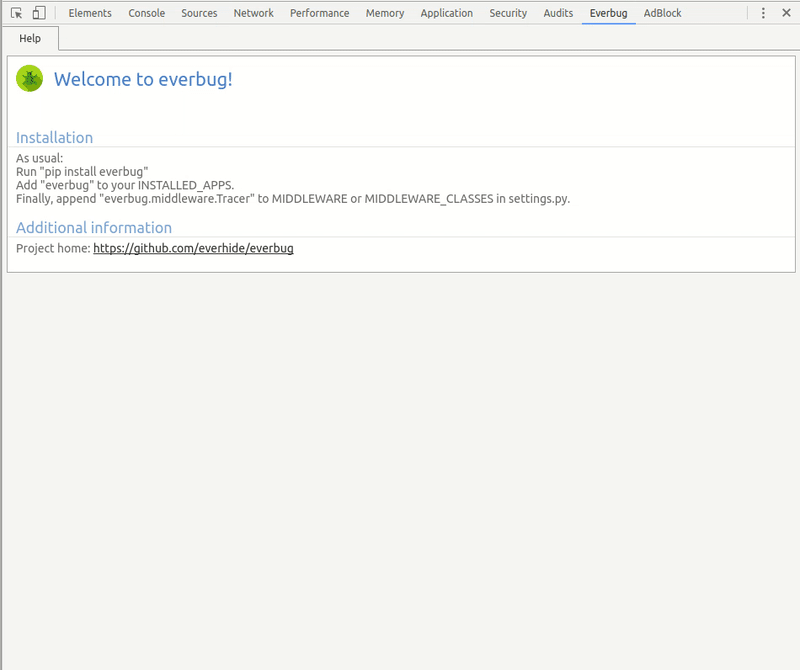 Elements Console Sources Network Performance Memory Application Security Audits Everbug AdBlock
Help
Welcome to everbug!
Installation
As usual:
Run "pip install everbug"
Add "everbug" to your INSTALLED_APPS.
Finally, append "everbug.middleware.Tracer" to MIDDLEWARE or MIDDLEWARE_CLASSES in settings.py.
Additional information
Project home: https://github.com/everhide/everbug